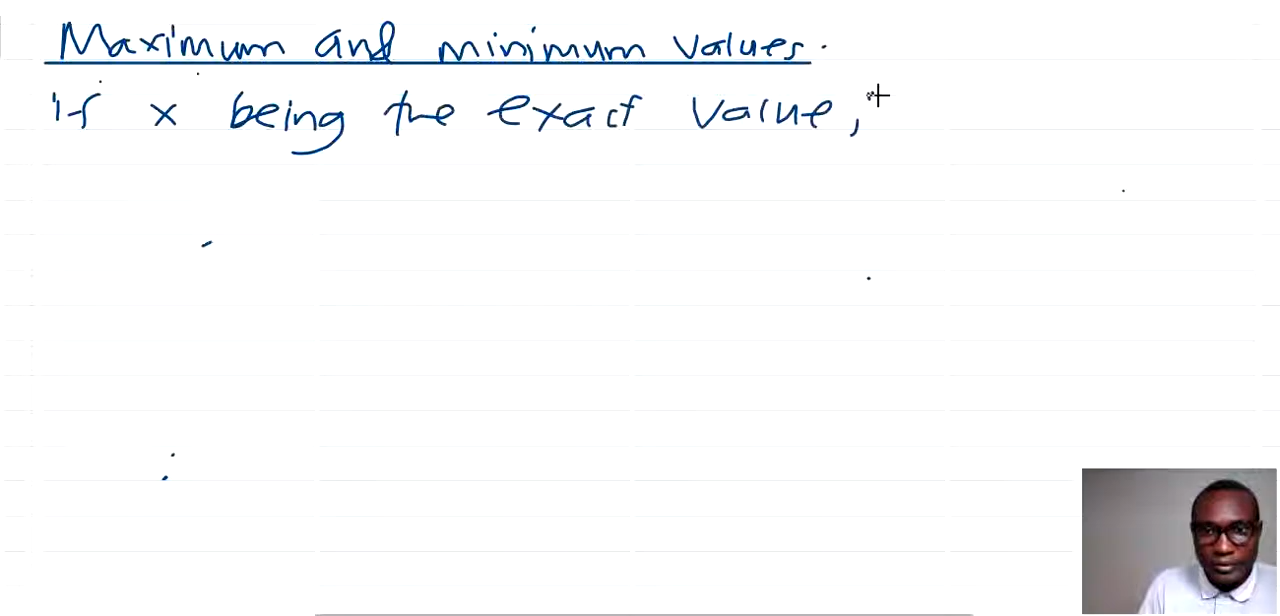 Maximum and minimum values.
If x being the exact value,